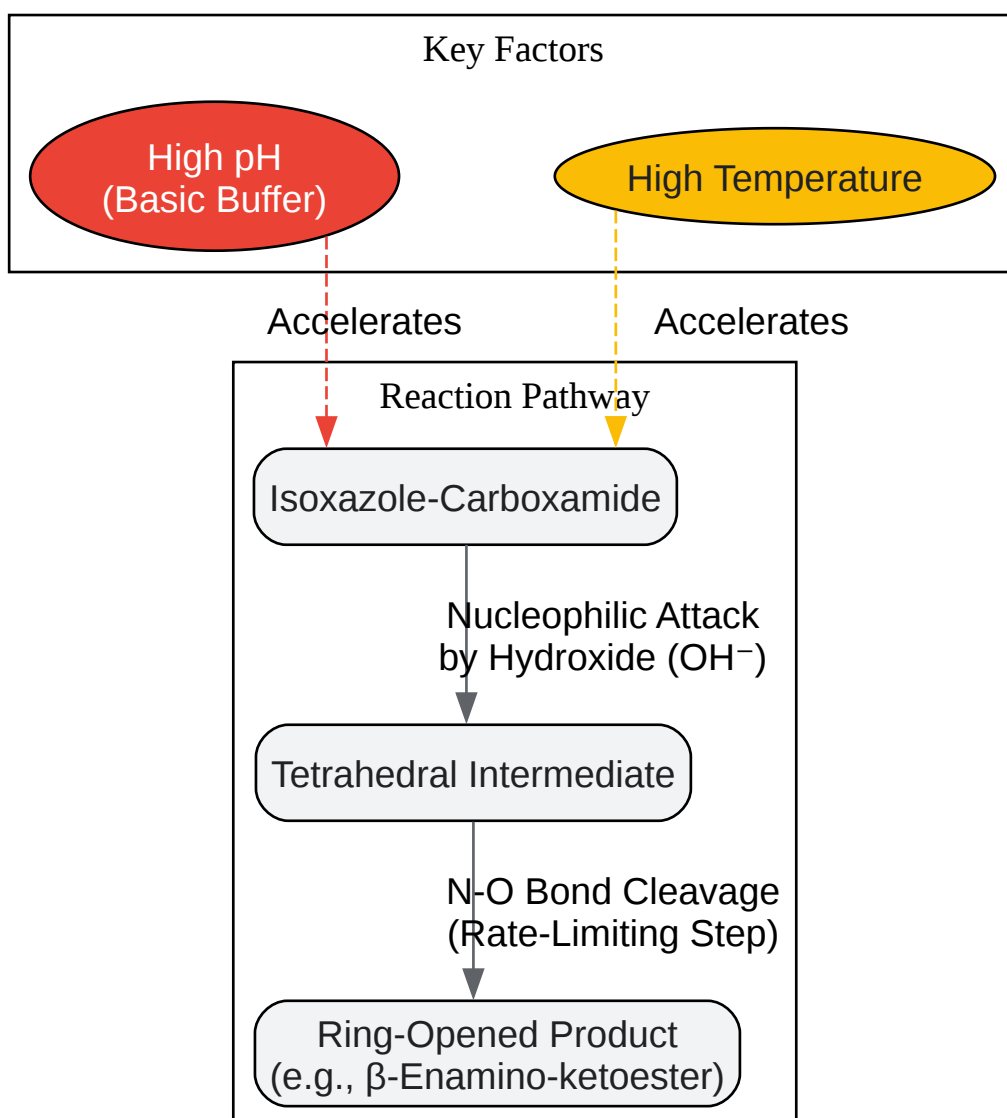 Key Factors
High pH
(Basic Buffer)
High Temperature
Accelerates
Accelerates
Reaction Pathway
Isoxazole-Carboxamide
Nucleophilic Attack
by Hydroxide (OH⁻)
Tetrahedral Intermediate
N-O Bond Cleavage
(Rate-Limiting Step)
Ring-Opened Product
(e.g., β-Enamino-ketoester)